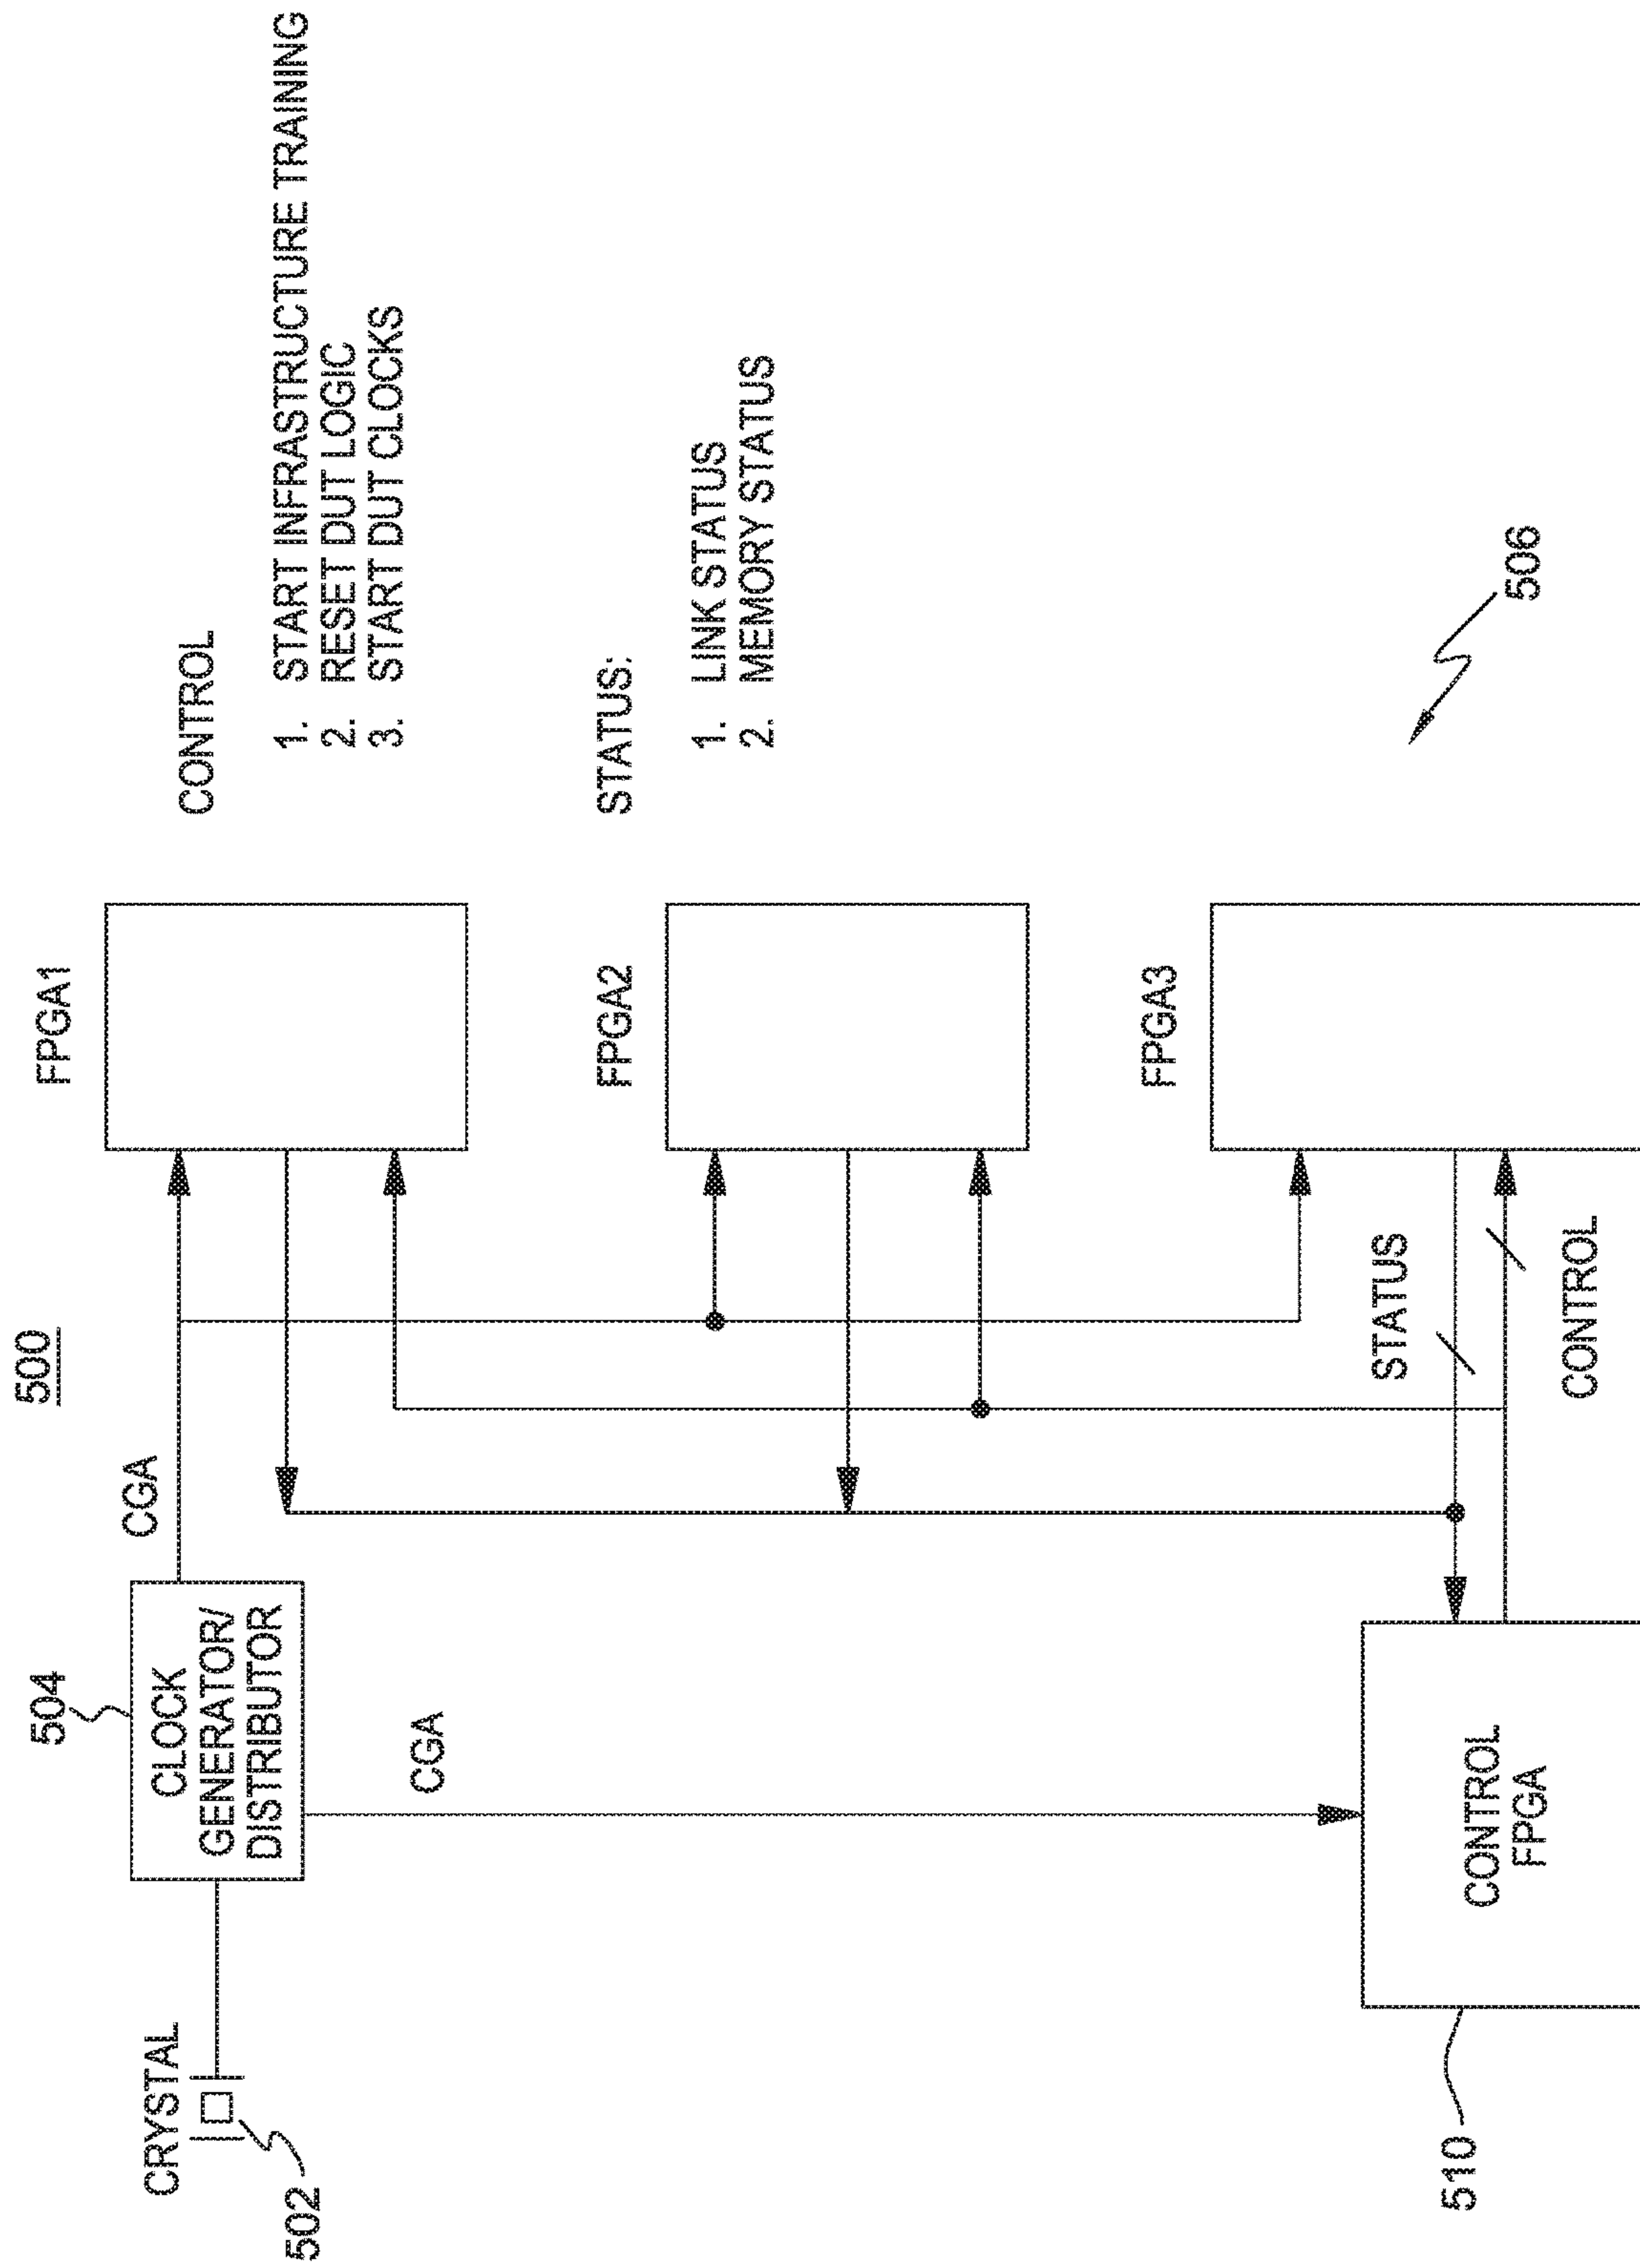 500
CRYSTAL
502
504
CLOCK
GENERATOR/
DISTRIBUTOR
CGA
CGA
FPGA1
CONTROL
1. START INFRASTRUCTURE TRAINING
2. RESET DUT LOGIC
3. START DUT CLOCKS
FPGA2
STATUS:
1. LINK STATUS
2. MEMORY STATUS
FPGA3
STATUS
CONTROL
510
CONTROL
FPGA
506